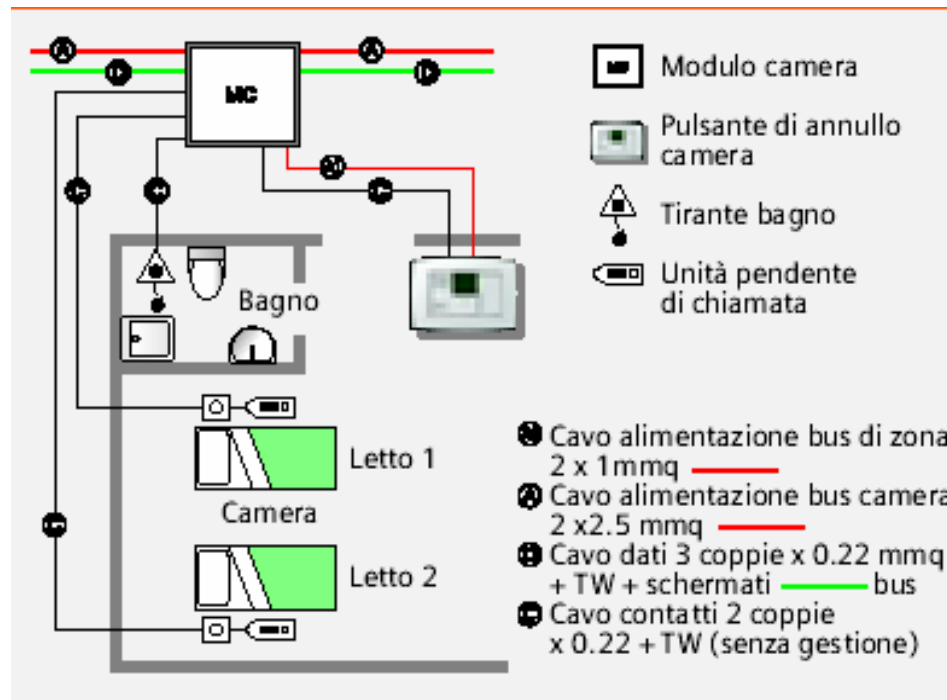 A
A
D
D
MC
MC
Modulo camera
Pulsante di annullo
camera
Tirante bagno
Unità pendente
di chiamata
Bagno
Letto 1
Camera
Letto 2
Cavo alimentazione bus di zona
2 x 1mmq
A Cavo alimentazione bus camera
2 x2.5 mmq
Cavo dati 3 coppie x 0.22 mmq
+ TW + schermati bus
C Cavo contatti 2 coppie
x 0.22 + TW (senza gestione)